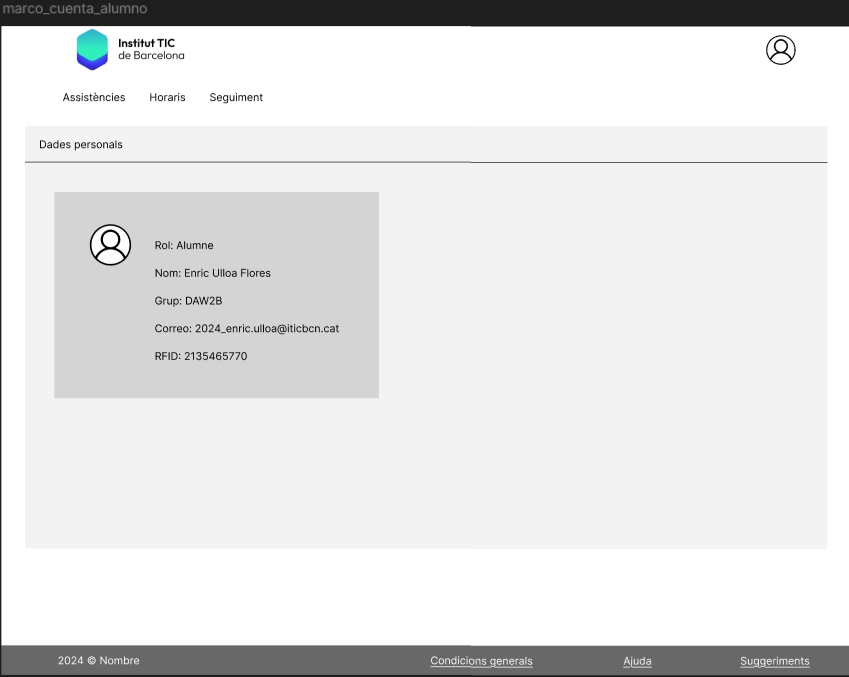 marco_cuenta_alumno
Institut TIC
de Barcelona
Assistències Horaris Seguiment
Dades personals
Rol: Alumne
Nom: Enric Ulloa Flores
Grup: DAW2B
Correo: 2024_enric.ulloa@iticbcn.cat
RFID: 2135465770
2024 © Nombre Condicions generals Ajuda Suggeriments